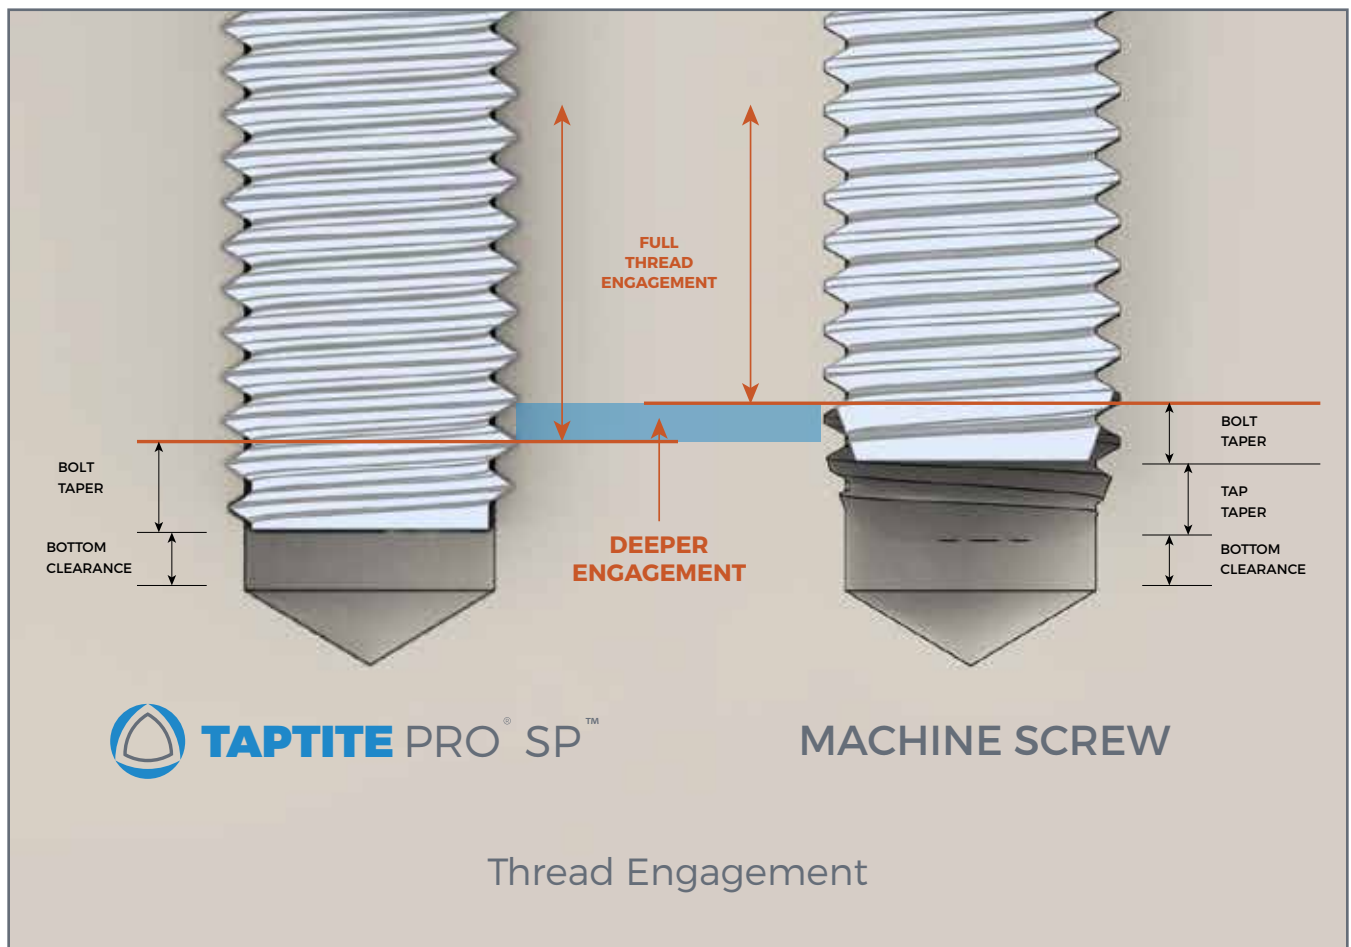 FULL
THREAD
ENGAGEMENT
BOLT
TAPER
BOTTOM
CLEARANCE
DEEPER
ENGAGEMENT
BOLT
TAPER
TAP
TAPER
BOTTOM
CLEARANCE
TAPTITE PRO® SP™
MACHINE SCREW
Thread Engagement